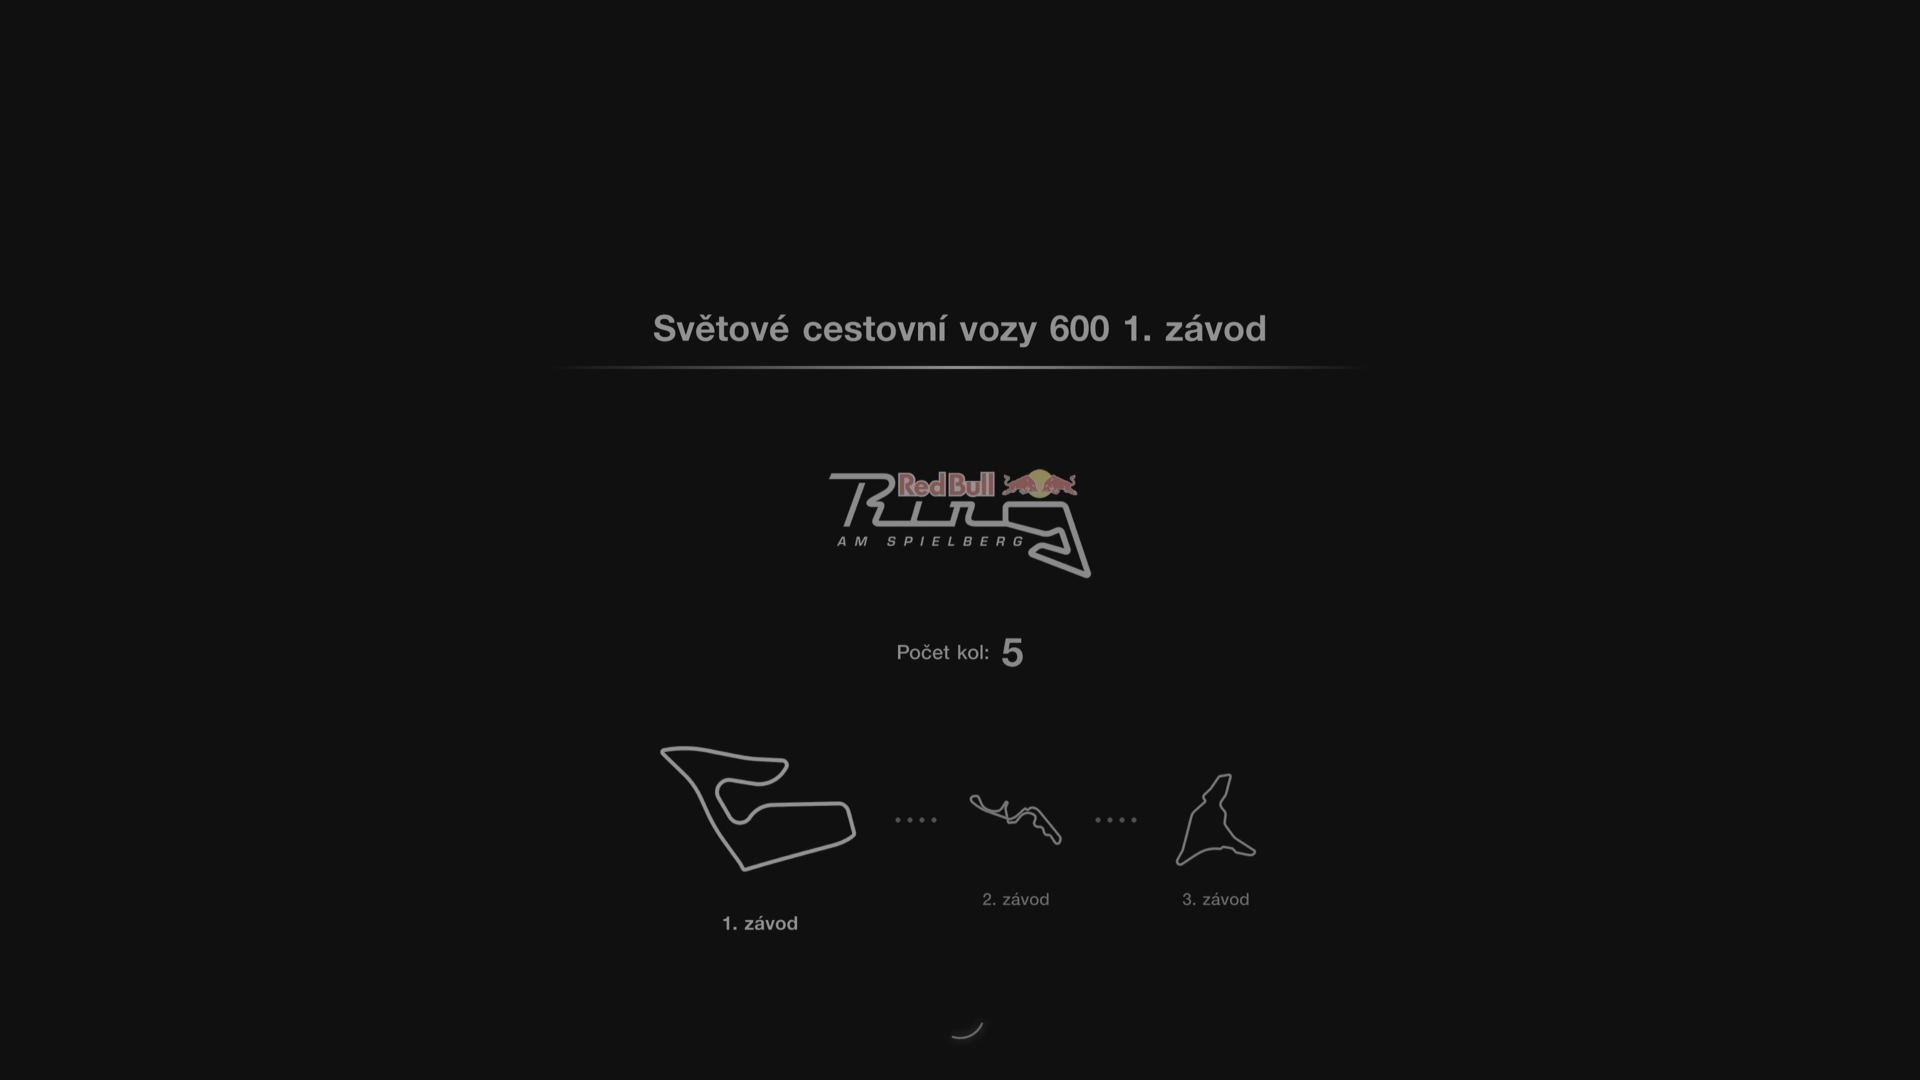 Světové cestovní vozy 600 1. závod
Red Bull
Ring
AM SPIELBERG
Počet kol: 5
1. závod
2. závod
3. závod